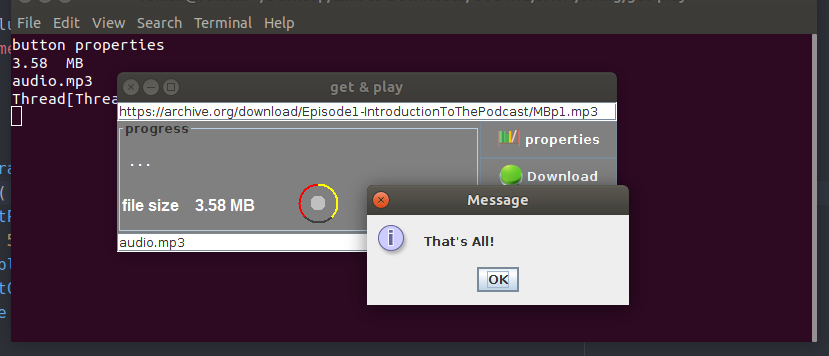 File Edit View Search Terminal Help
button properties
3.58 MB
audio.mp3
Thread[Threa
get & play
https://archive.org/download/Episode1-IntroductionToThePodcast/MBp1.mp3
progress
...
file size 3.58 MB
audio.mp3
properties
Download
Message
That's All!
OK